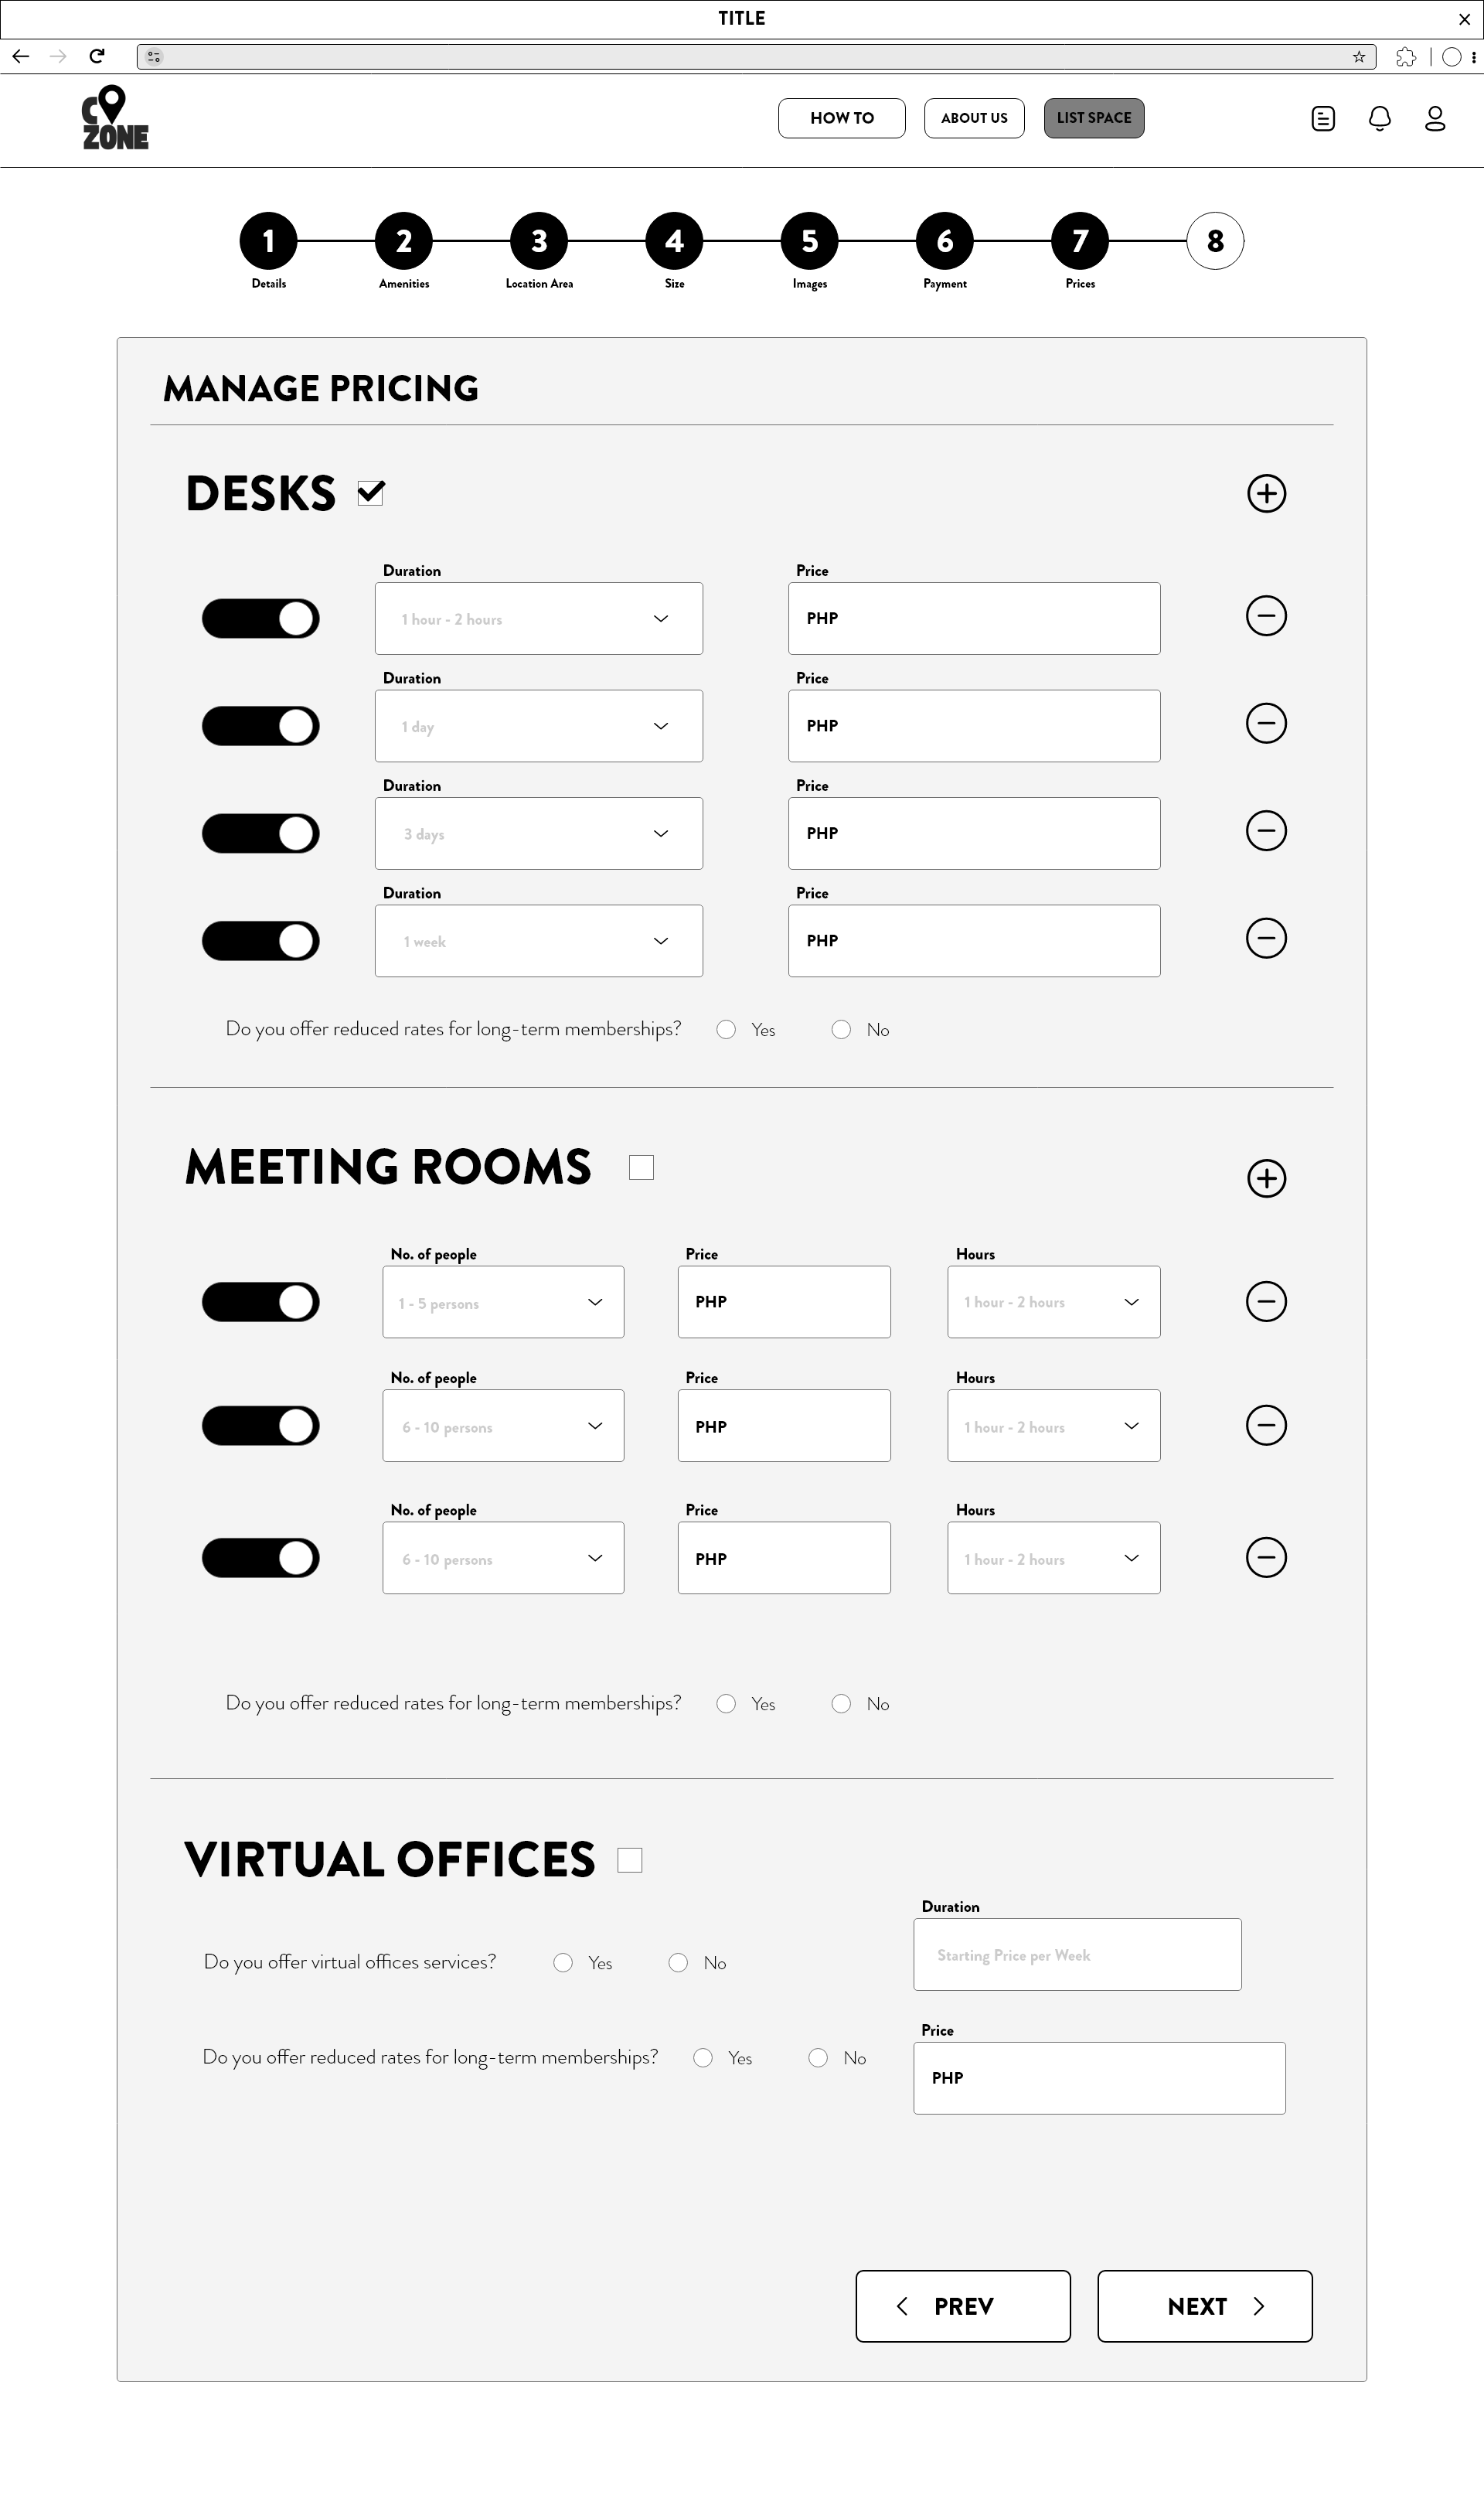 TITLE
C ZONE
HOW TO
ABOUT US
LIST SPACE
1 2 3 4 5 6 7 8
Details Amenities Location Area Size Images Payment Prices
MANAGE PRICING
DESKS
Duration Price
1 hour - 2 hours PHP
Duration Price
1 day PHP
Duration Price
3 days PHP
Duration Price
1 week PHP
Do you offer reduced rates for long-term memberships? Yes No
MEETING ROOMS
No. of people Price Hours
1 - 5 persons PHP 1 hour - 2 hours
No. of people Price Hours
6 - 10 persons PHP 1 hour - 2 hours
No. of people Price Hours
6 - 10 persons PHP 1 hour - 2 hours
Do you offer reduced rates for long-term memberships? Yes No
VIRTUAL OFFICES
Duration
Do you offer virtual offices services? Yes No
Starting Price per Week
Price
Do you offer reduced rates for long-term memberships? Yes No
PHP
PREV NEXT